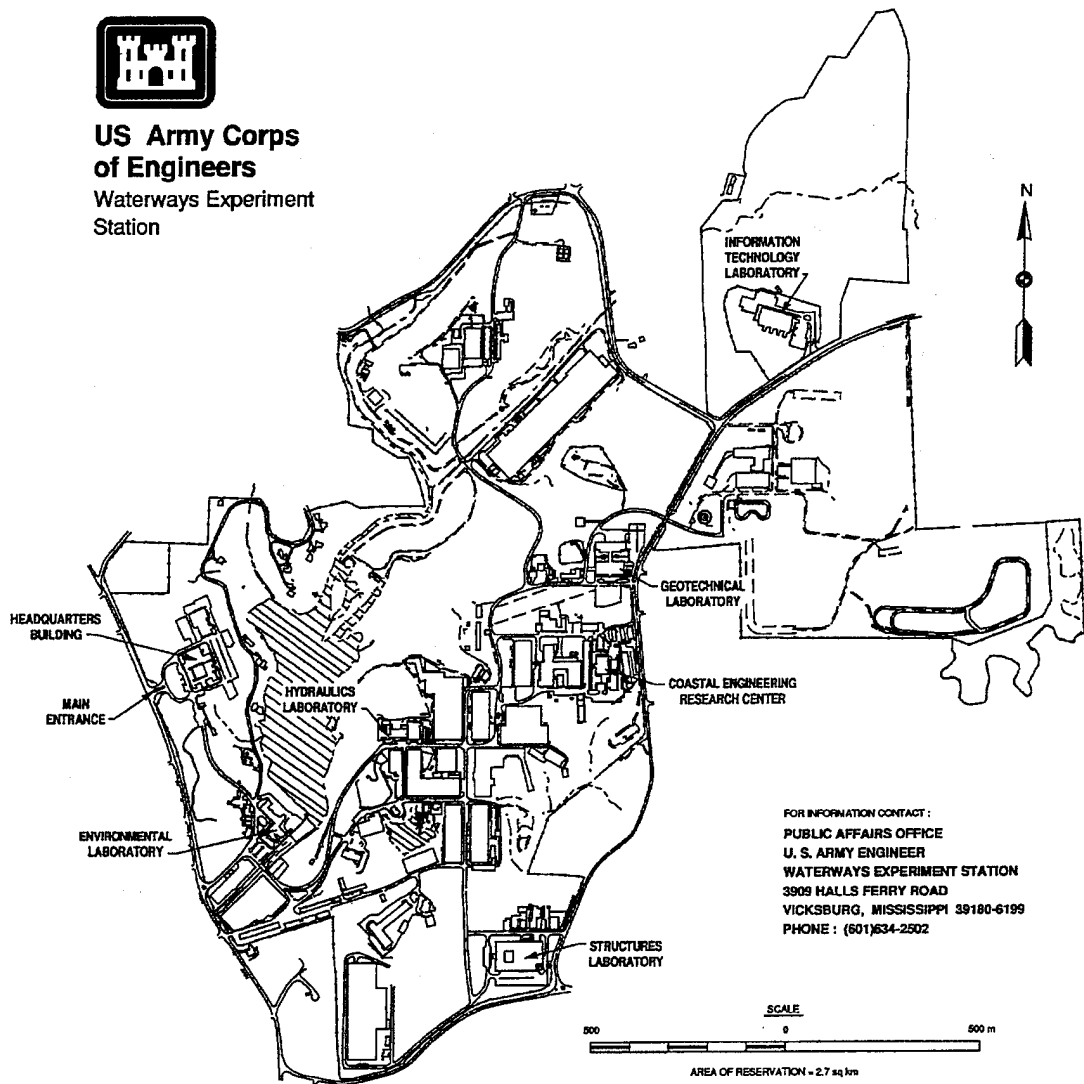 US Army Corps
of Engineers
Waterways Experiment
Station
N
INFORMATION
TECHNOLOGY
LABORATORY
GEOTECHNICAL
LABORATORY
HEADQUARTERS
BUILDING
MAIN
ENTRANCE
HYDRAULICS
LABORATORY
COASTAL ENGINEERING
RESEARCH CENTER
ENVIRONMENTAL
LABORATORY
STRUCTURES
LABORATORY
FOR INFORMATION CONTACT :
PUBLIC AFFAIRS OFFICE
U. S. ARMY ENGINEER
WATERWAYS EXPERIMENT STATION
3909 HALLS FERRY ROAD
VICKSBURG, MISSISSIPPI 39180-6199
PHONE : (601)634-2502
SCALE
500 0 500 m
AREA OF RESERVATION = 2.7 sq km